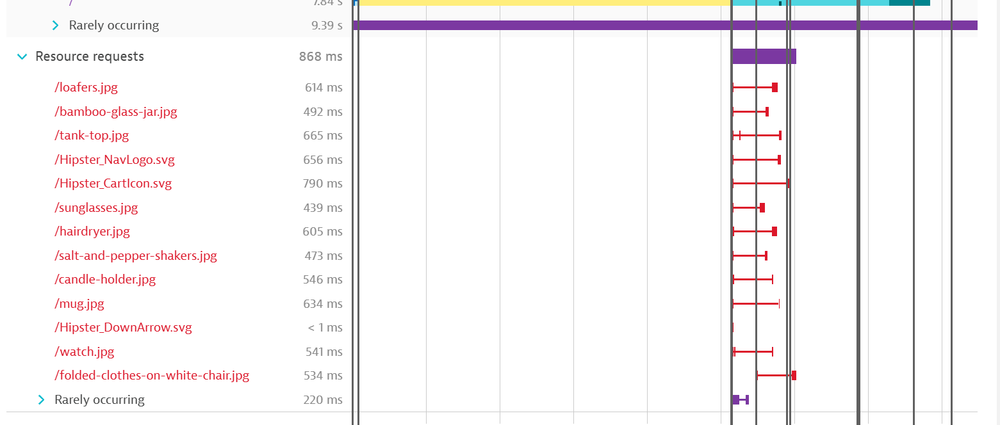 / 7.84 s
Rarely occurring 9.39 s
Resource requests 868 ms
/loafers.jpg 614 ms
/bamboo-glass-jar.jpg 492 ms
/tank-top.jpg 665 ms
/Hipster_NavLogo.svg 656 ms
/Hipster_CartIcon.svg 790 ms
/sunglasses.jpg 439 ms
/hairdryer.jpg 605 ms
/salt-and-pepper-shakers.jpg 473 ms
/candle-holder.jpg 546 ms
/mug.jpg 634 ms
/Hipster_DownArrow.svg < 1 ms
/watch.jpg 541 ms
/folded-clothes-on-white-chair.jpg 534 ms
Rarely occurring 220 ms